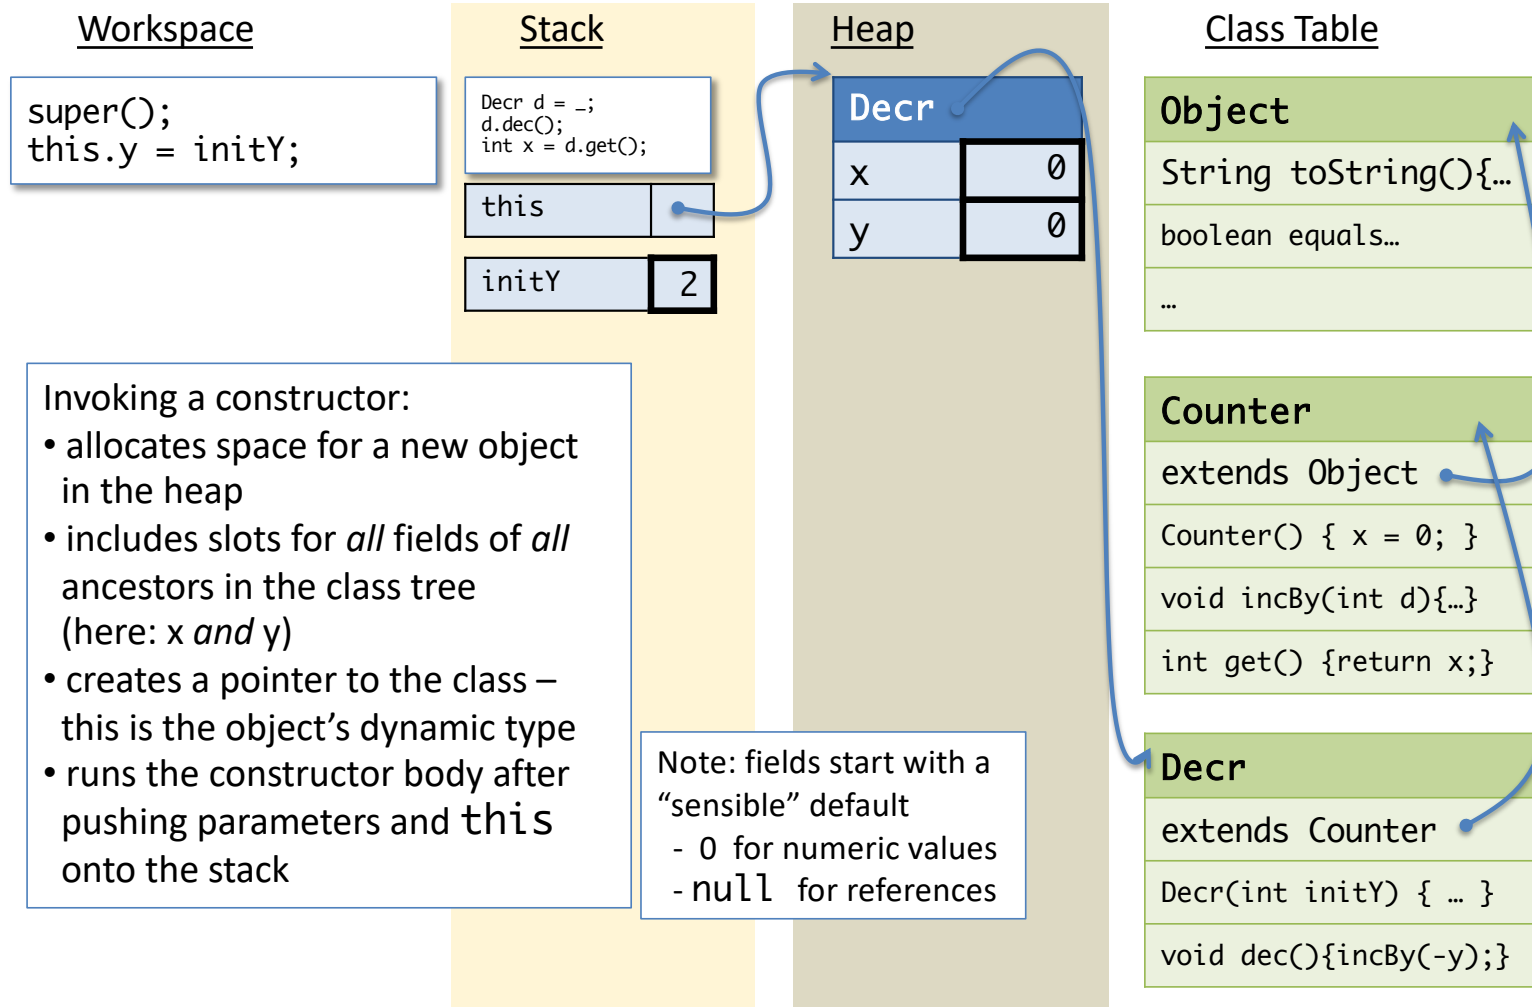 Workspace
Stack
Heap
Class Table
super();
this.y = initY;
Decr d = _;
d.dec();
int x = d.get();
this
initY
2
Decr
x
0
y
0
Object
String toString(){…
boolean equals…
…
Counter
extends Object
Counter() { x = 0; }
void incBy(int d){…}
int get() {return x;}
Decr
extends Counter
Decr(int initY) { … }
void dec(){incBy(-y);}
Invoking a constructor:
• allocates space for a new object
in the heap
• includes slots for all fields of all
ancestors in the class tree
(here: x and y)
• creates a pointer to the class –
this is the object’s dynamic type
• runs the constructor body after
pushing parameters and this
onto the stack
Note: fields start with a
“sensible” default
- 0 for numeric values
- null for references